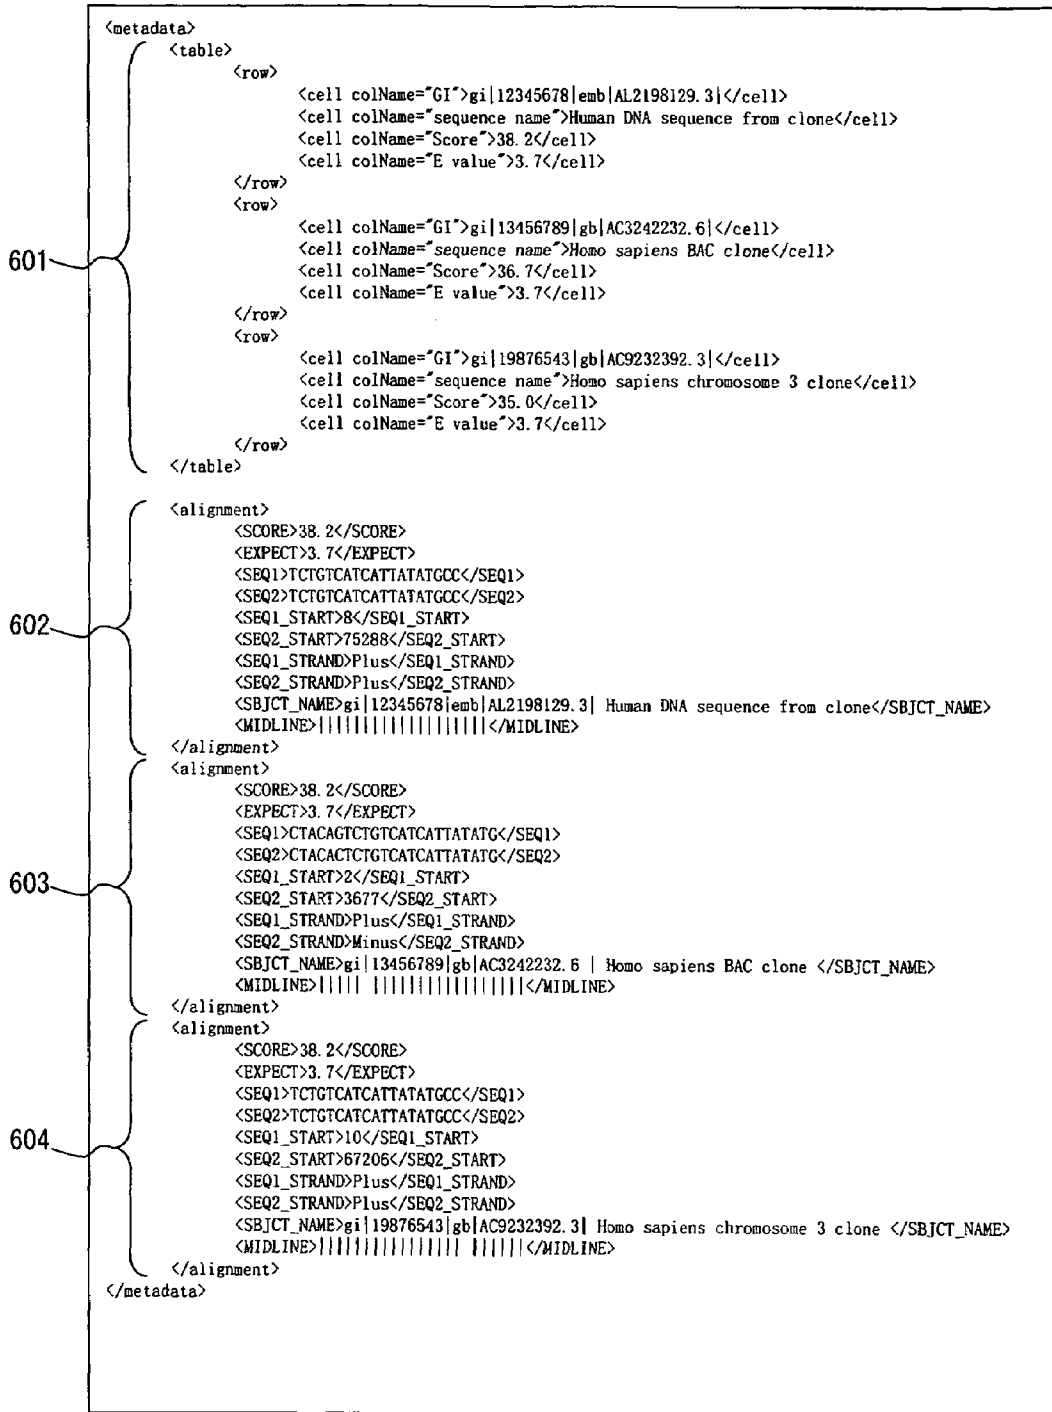 <metadata>
<table>
<row>
<cell colName="GI">gi|12345678|emb|AL2198129.3|</cell>
<cell colName="sequence name">Human DNA sequence from clone</cell>
<cell colName="Score">38.2</cell>
<cell colName="E value">3.7</cell>
</row>
<row>
<cell colName="GI">gi|13456789|gb|AC3242232.6|</cell>
<cell colName="sequence name">Homo sapiens BAC clone</cell>
601
<cell colName="Score">36.7</cell>
<cell colName="E value">3.7</cell>
</row>
<row>
<cell colName="GI">gi|19876543|gb|AC9232392.3|</cell>
<cell colName="sequence name">Homo sapiens chromosome 3 clone</cell>
<cell colName="Score">35.0</cell>
<cell colName="E value">3.7</cell>
</row>
</table>
<alignment>
<SCORE>38.2</SCORE>
<EXPECT>3.7</EXPECT>
<SEQ1>TCTGTCATCATTATATGCC</SEQ1>
<SEQ2>TCTGTCATCATTATATGCC</SEQ2>
602
<SEQ1_START>8</SEQ1_START>
<SEQ2_START>75288</SEQ2_START>
<SEQ1_STRAND>Plus</SEQ1_STRAND>
<SEQ2_STRAND>Plus</SEQ2_STRAND>
<SBJCT_NAME>gi|12345678|emb|AL2198129.3| Human DNA sequence from clone</SBJCT_NAME>
<MIDLINE>|||||||||||||||||||</MIDLINE>
</alignment>
<alignment>
<SCORE>38.2</SCORE>
<EXPECT>3.7</EXPECT>
<SEQ1>CTACAGTCTGTCATCATTATATG</SEQ1>
<SEQ2>CTACACTCTGTCATCATTATATG</SEQ2>
603
<SEQ1_START>2</SEQ1_START>
<SEQ2_START>3677</SEQ2_START>
<SEQ1_STRAND>Plus</SEQ1_STRAND>
<SEQ2_STRAND>Minus</SEQ2_STRAND>
<SBJCT_NAME>gi|13456789|gb|AC3242232.6 | Homo sapiens BAC clone </SBJCT_NAME>
<MIDLINE>||||| |||||||||||||||||</MIDLINE>
</alignment>
<alignment>
<SCORE>38.2</SCORE>
<EXPECT>3.7</EXPECT>
<SEQ1>TCTGTCATCATTATATGCC</SEQ1>
<SEQ2>TCTGTCATCATTATATGCC</SEQ2>
604
<SEQ1_START>10</SEQ1_START>
<SEQ2_START>67206</SEQ2_START>
<SEQ1_STRAND>Plus</SEQ1_STRAND>
<SEQ2_STRAND>Plus</SEQ2_STRAND>
<SBJCT_NAME>gi|19876543|gb|AC9232392.3| Homo sapiens chromosome 3 clone </SBJCT_NAME>
<MIDLINE>|||||||||||||||| ||||||</MIDLINE>
</alignment>
</metadata>